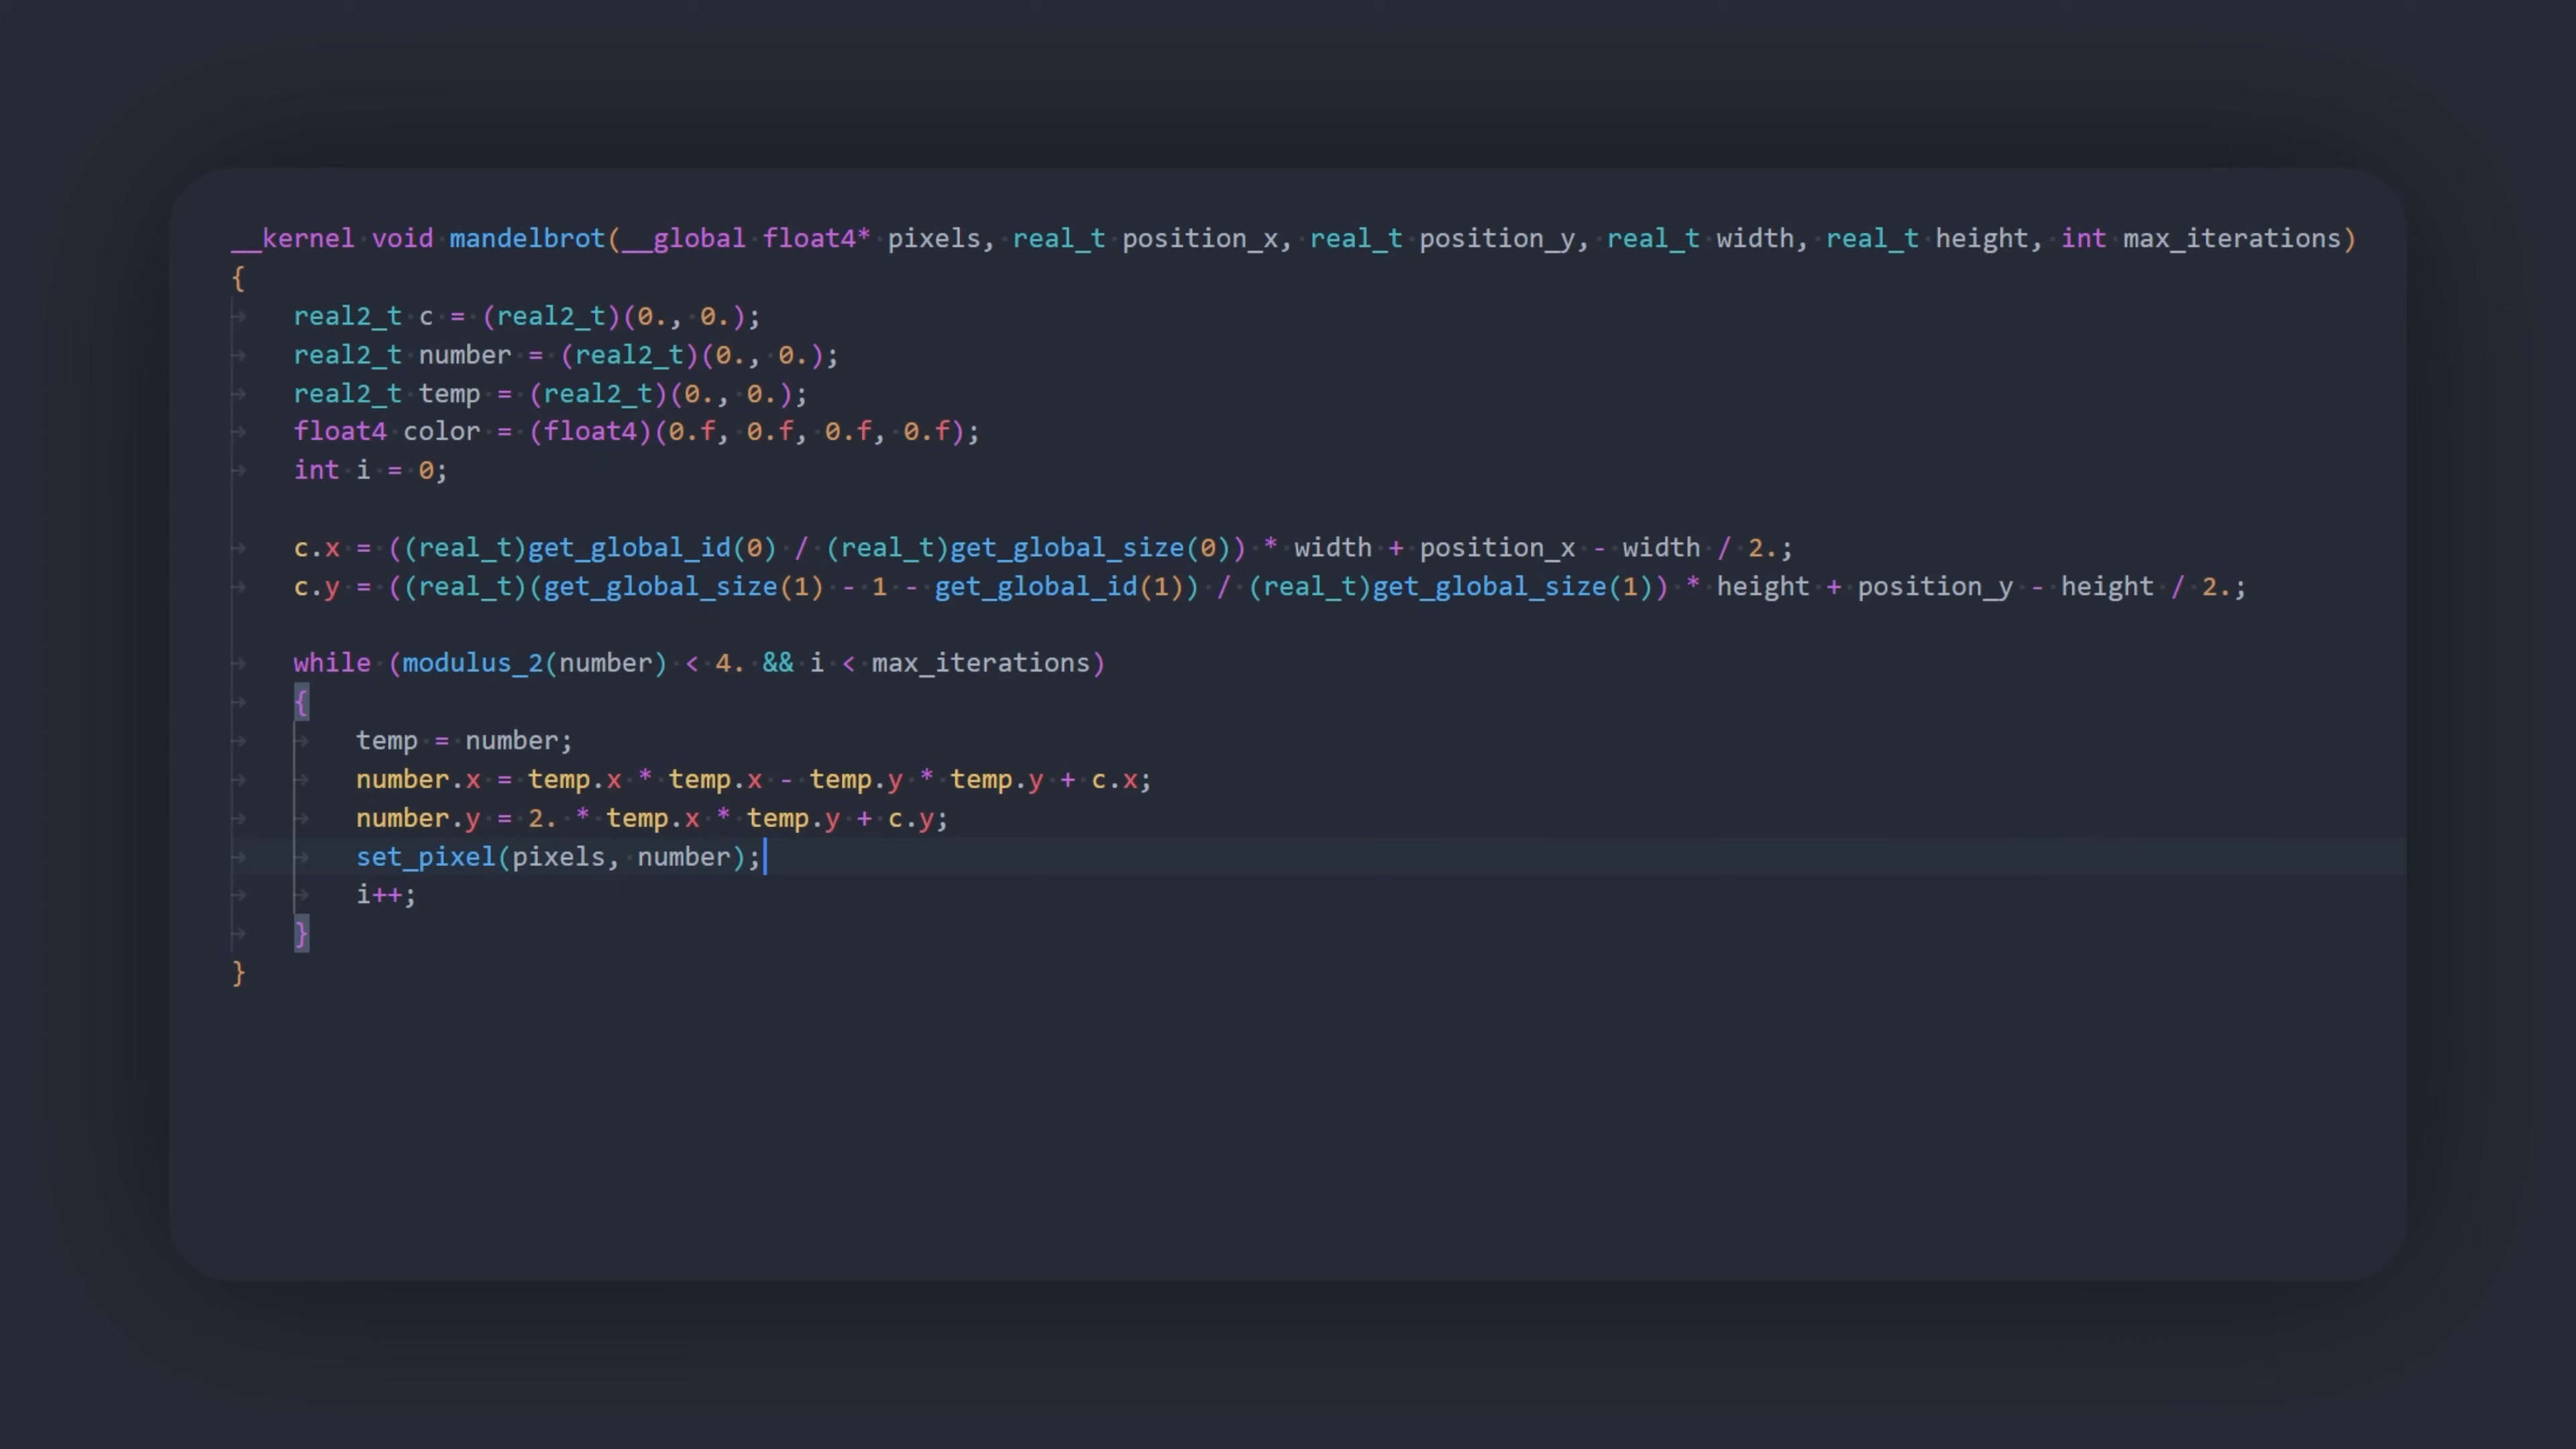 __kernel void mandelbrot(__global float4* pixels, real_t position_x, real_t position_y, real_t width, real_t height, int max_iterations)
{
    real2_t c = (real2_t)(0., 0.);
    real2_t number = (real2_t)(0., 0.);
    real2_t temp = (real2_t)(0., 0.);
    float4 color = (float4)(0.f, 0.f, 0.f, 0.f);
    int i = 0;

    c.x = ((real_t)get_global_id(0) / (real_t)get_global_size(0)) * width + position_x - width / 2.;
    c.y = ((real_t)(get_global_size(1) - 1 - get_global_id(1)) / (real_t)get_global_size(1)) * height + position_y - height / 2.;

    while (modulus_2(number) < 4. && i < max_iterations)
    {
        temp = number;
        number.x = temp.x * temp.x - temp.y * temp.y + c.x;
        number.y = 2. * temp.x * temp.y + c.y;
        set_pixel(pixels, number);
        i++;
    }
}